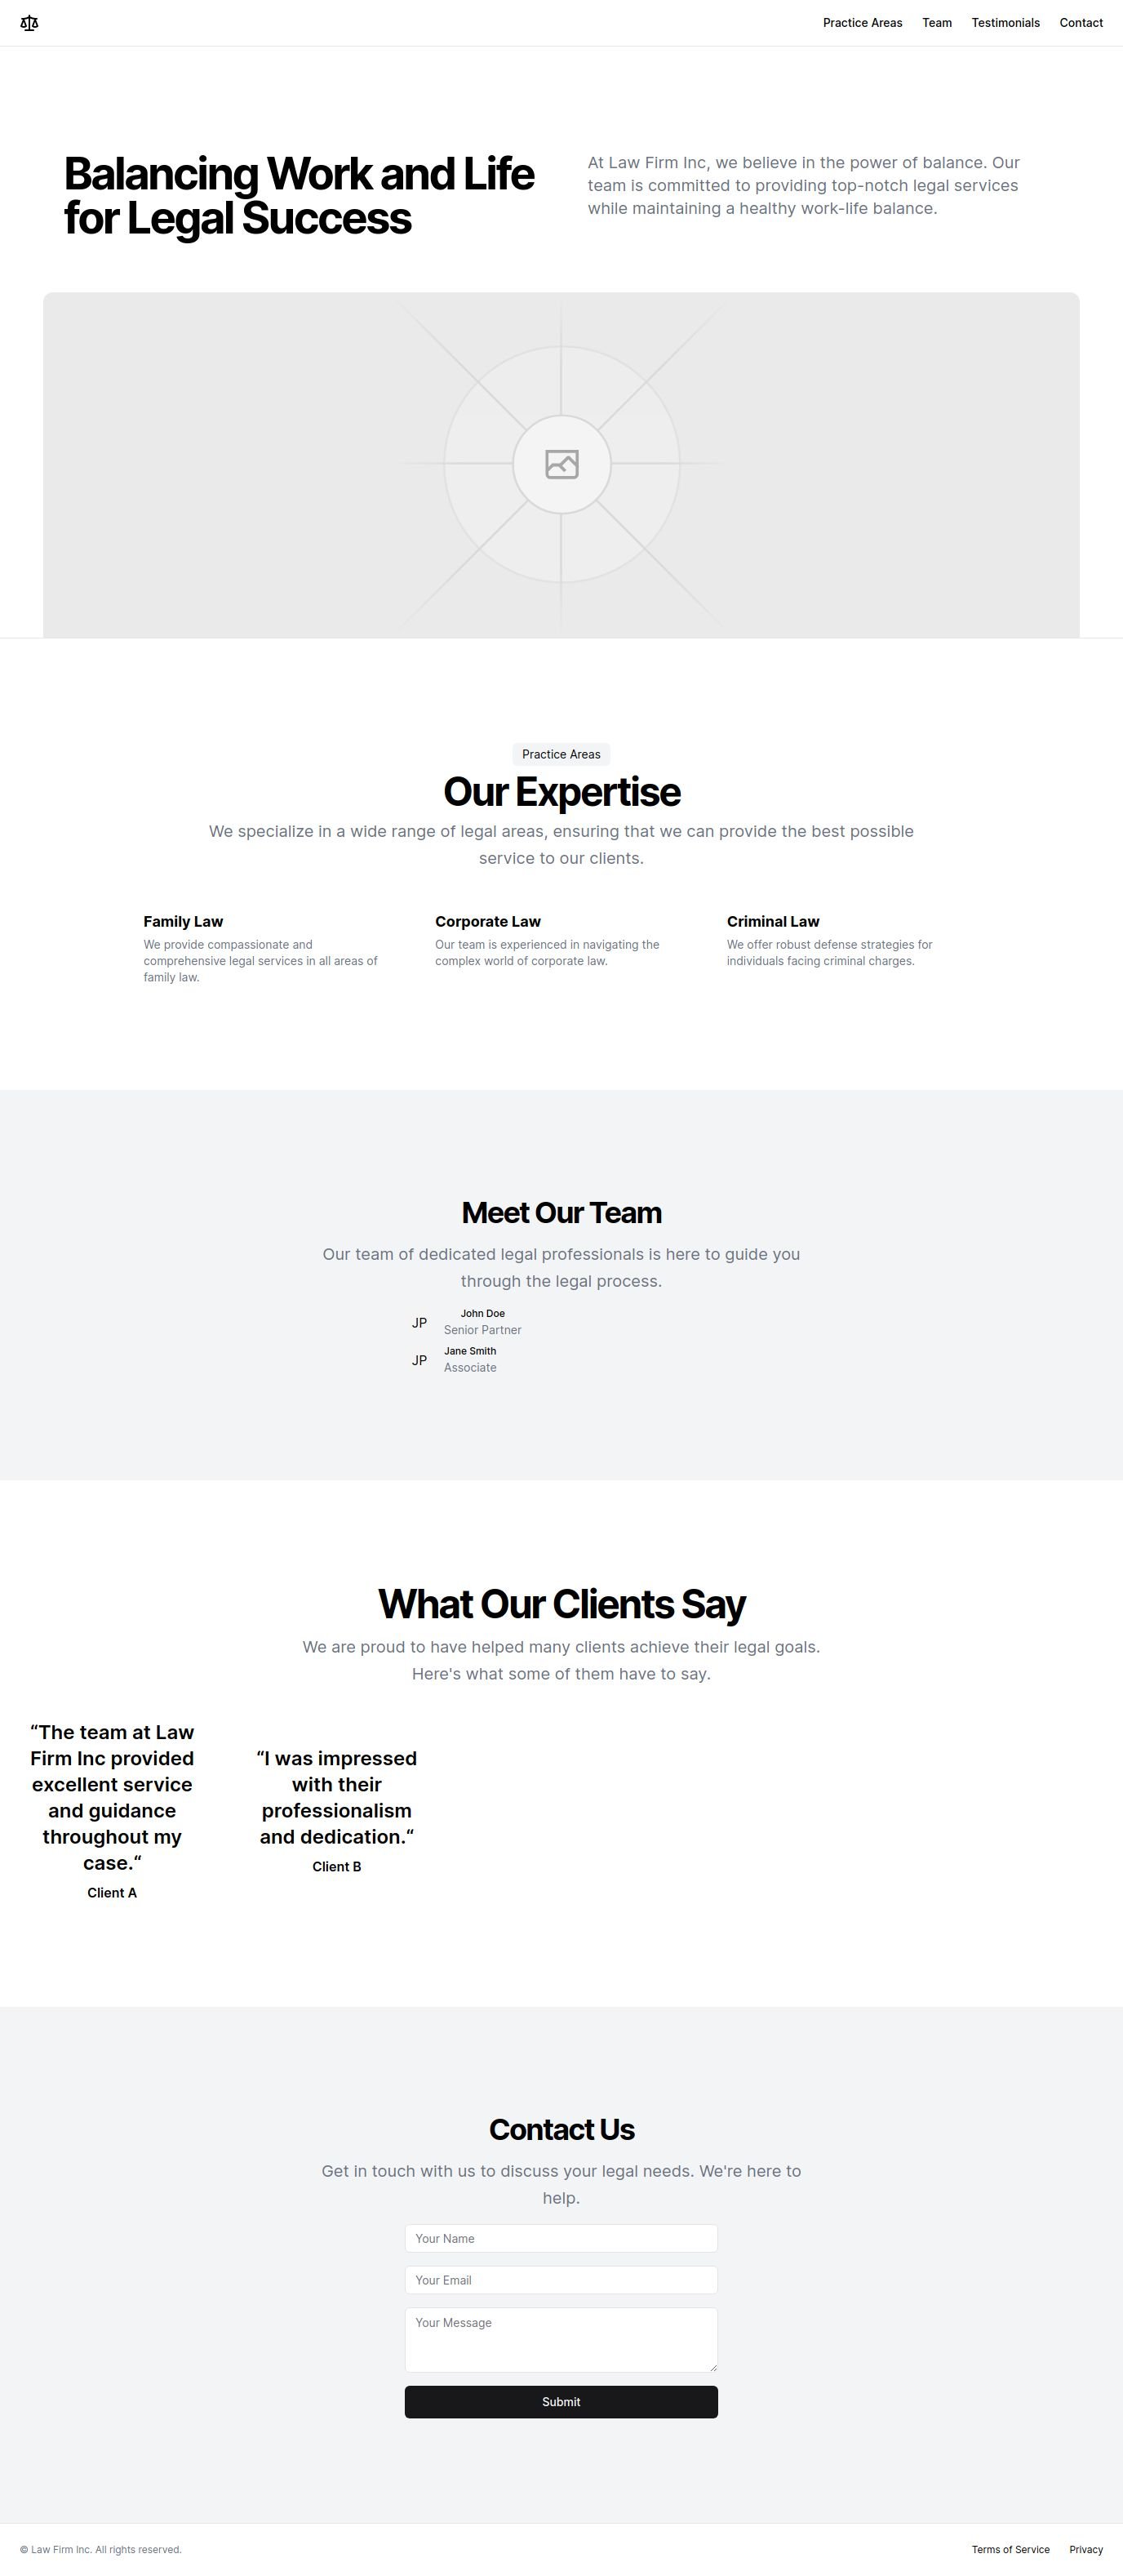 Practice Areas Team Testimonials Contact
Balancing Work and Life
for Legal Success
At Law Firm Inc, we believe in the power of balance. Our
team is committed to providing top-notch legal services
while maintaining a healthy work-life balance.
Practice Areas
Our Expertise
We specialize in a wide range of legal areas, ensuring that we can provide the best possible
service to our clients.
Family Law
We provide compassionate and
comprehensive legal services in all areas of
family law.
Corporate Law
Our team is experienced in navigating the
complex world of corporate law.
Criminal Law
We offer robust defense strategies for
individuals facing criminal charges.
Meet Our Team
Our team of dedicated legal professionals is here to guide you
through the legal process.
JP
John Doe
Senior Partner
JP
Jane Smith
Associate
What Our Clients Say
We are proud to have helped many clients achieve their legal goals.
Here's what some of them have to say.
“The team at Law
Firm Inc provided
excellent service
and guidance
throughout my
case.“
Client A
“I was impressed
with their
professionalism
and dedication.“
Client B
Contact Us
Get in touch with us to discuss your legal needs. We're here to
help.
Your Name
Your Email
Your Message
Submit
© Law Firm Inc. All rights reserved.
Terms of Service Privacy